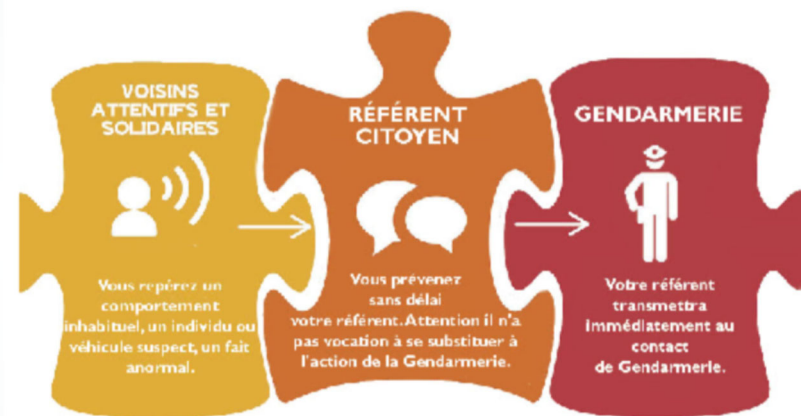 VOISINS
ATTENTIFS ET
SOLIDAIRES
Vous repérez un
comportement
inhabituel, un individu ou
véhicule suspect, un fait
anormal.
RÉFÉRENT
CITOYEN
Vous prévenez
sans délai
votre référent. Attention il n'a
pas vocation à se substituer à
l'action de la Gendarmerie.
GENDARMERIE
Votre référent
transmettra
immédiatement au
contact
de Gendarmerie.